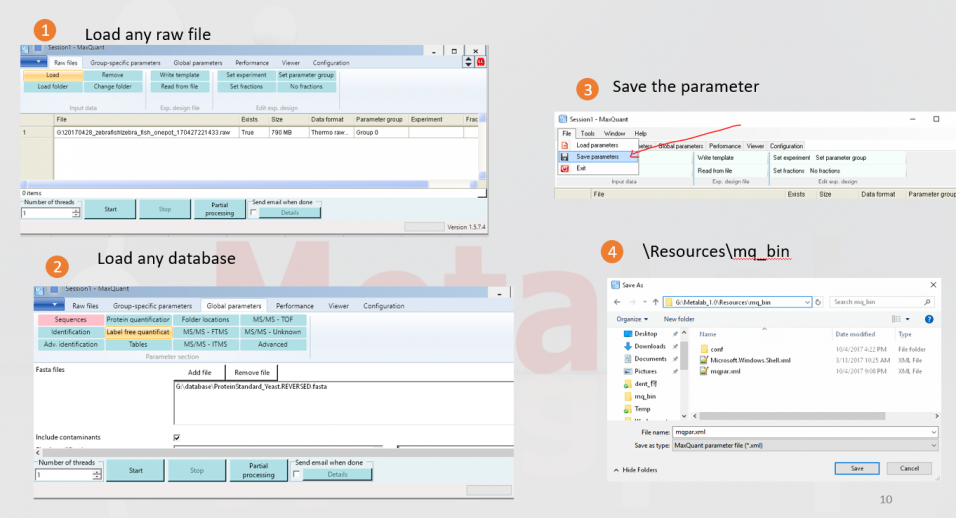 1
Load any raw file
Session1 - MaxQuant
Raw files Group-specific parameters Global parameters Performance Viewer Configuration
Load Remove Write template Set experiment Set parameter group
Load folder Change folder Read from file Set fractions No fractions
Input data Exp. design file Edit exp. design
File Exists Size Data format Parameter group Experiment Frac
1 G:\20170428_zebrafish\zebra_fish_onepot_170427221433.raw True 790 MB Thermo raw... Group 0
0 items
Number of threads Send email when done
1 Start Stop Partial processing Details
Version 1.5.7.4
2
Load any database
Session1 - MaxQuant
Raw files Group-specific parameters Global parameters Performance Viewer Configuration
Sequences Protein quantification Folder locations MS/MS - TOF
Identification Label free quantificat MS/MS - FTMS MS/MS - Unknown
Adv. identification Tables MS/MS - ITMS Advanced
Parameter section
Fasta files
Add file Remove file
G:\database\ProteinStandard_Yeast.REVERSED.fasta
Include contaminants
Number of threads Send email when done
1 Start Stop Partial processing Details
3
Save the parameter
Session1 - MaxQuant
File Tools Window Help
Load parameters Global parameters Performance Viewer Configuration
Save parameters Write template Set experiment Set parameter group
Exit Read from file Set fractions No fractions
Input data Exp. design file Edit exp. design
File Exists Size Data format Parameter group
4
\Resources\mq_bin
Save As
G:\Metalab_1.0\Resources\mq_bin Search mq_bin
Organize New folder
Desktop Name Date modified Type
Downloads conf 10/4/2017 4:22 PM File folder
Documents Microsoft.Windows.Shell.xml 3/13/2017 10:25 AM XML File
Pictures mqpar.xml 10/4/2017 9:08 PM XML File
mq_bin
Temp
File name: mqpar.xml
Save as type: MaxQuant parameter file (*.xml)
Hide Folders Save Cancel
Meta
10